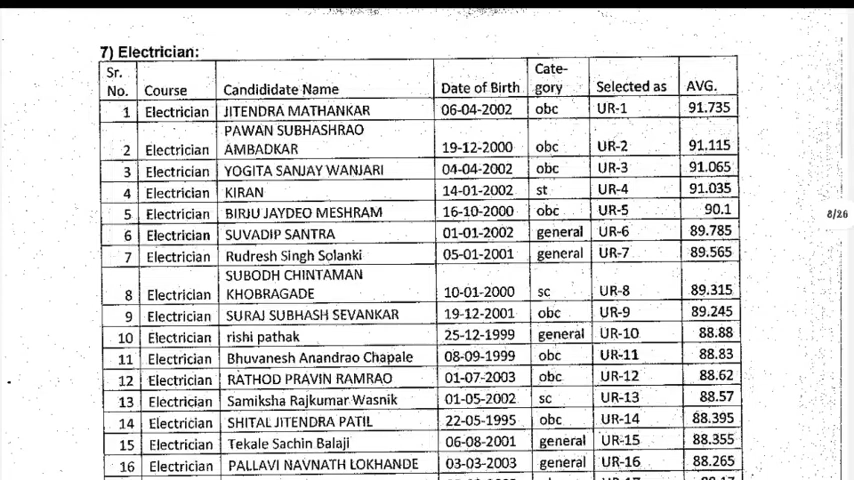 7) Electrician:
Sr. No. Course Candididate Name Date of Birth Cate-gory Selected as AVG.
1 Electrician JITENDRA MATHANKAR 06-04-2002 obc UR-1 91.735
2 Electrician PAWAN SUBHASHRAO AMBADKAR 19-12-2000 obc UR-2 91.115
3 Electrician YOGITA SANJAY WANJARI 04-04-2002 obc UR-3 91.065
4 Electrician KIRAN 14-01-2002 st UR-4 91.035
5 Electrician BIRJU JAYDEO MESHRAM 16-10-2000 obc UR-5 90.1
6 Electrician SUVADIP SANTRA 01-01-2002 general UR-6 89.785
7 Electrician Rudresh Singh Solanki 05-01-2001 general UR-7 89.565
8 Electrician SUBODH CHINTAMAN KHOBRAGADE 10-01-2000 sc UR-8 89.315
9 Electrician SURAJ SUBHASH SEVANKAR 19-12-2001 obc UR-9 89.245
10 Electrician rishi pathak 25-12-1999 general UR-10 88.88
11 Electrician Bhuvanesh Anandrao Chapale 08-09-1999 obc UR-11 88.83
12 Electrician RATHOD PRAVIN RAMRAO 01-07-2003 obc UR-12 88.62
13 Electrician Samiksha Rajkumar Wasnik 01-05-2002 sc UR-13 88.57
14 Electrician SHITAL JITENDRA PATIL 22-05-1995 obc UR-14 88.395
15 Electrician Tekale Sachin Balaji 06-08-2001 general UR-15 88.355
16 Electrician PALLAVI NAVNATH LOKHANDE 03-03-2003 general UR-16 88.265
8/26